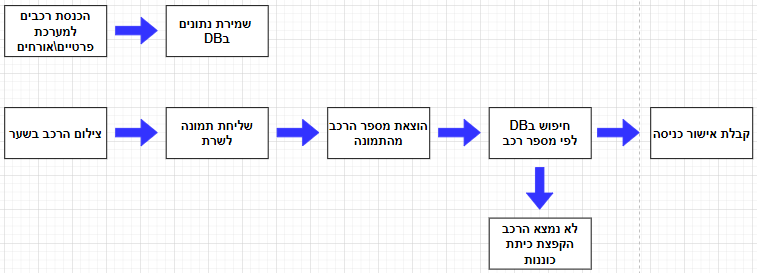 הכנסת רכבים
למערכת
פרטיים\אורחים
שמירת נתונים
בDB
צילום הרכב בשער
שליחת תמונה
לשרת
הוצאת מספר הרכב
מהתמונה
חיפוש בDB
לפי מספר רכב
קבלת אישור כניסה
לא נמצא הרכב
הקפצת כיתת
כוננות